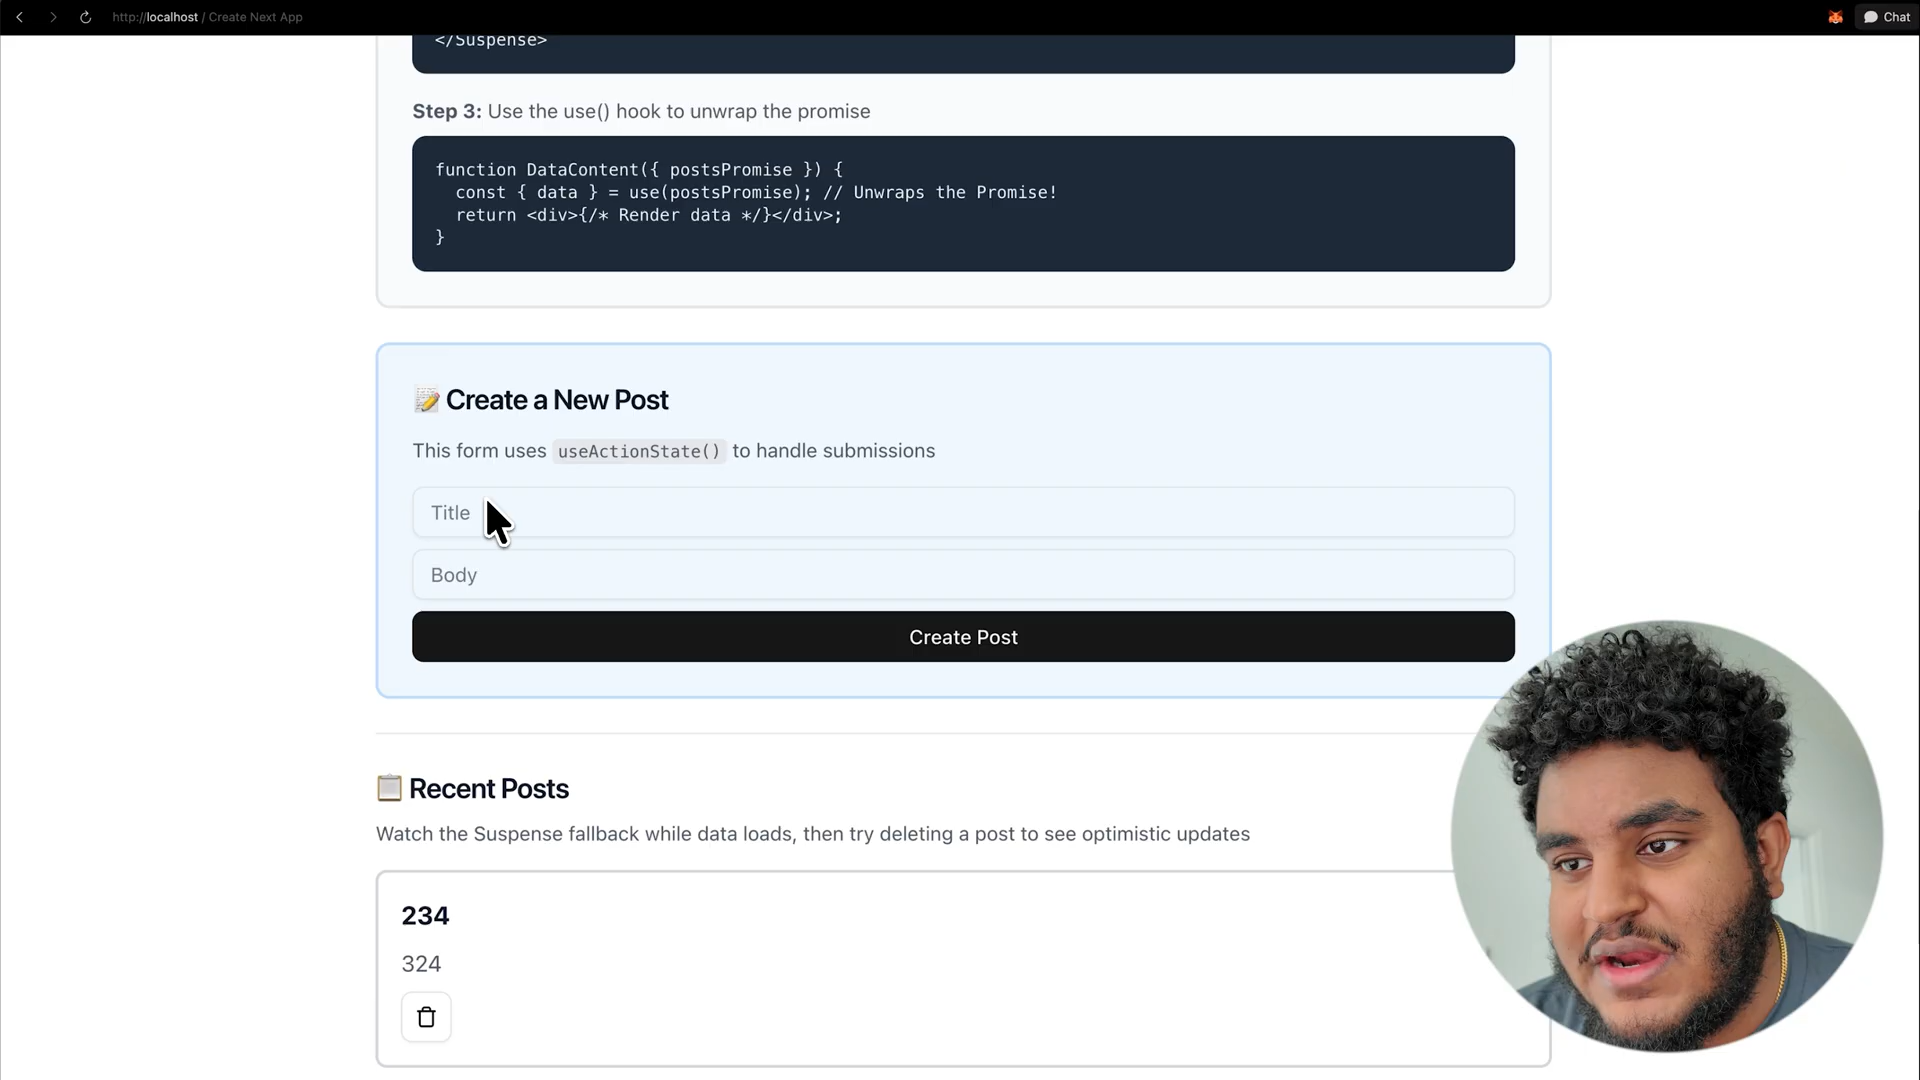 http://localhost / Create Next App
Chat
</Suspense>
Step 3: Use the use() hook to unwrap the promise
function DataContent({ postsPromise }) {
  const { data } = use(postsPromise); // Unwraps the Promise!
  return <div>{/* Render data */}</div>;
}
Create a New Post
This form uses useActionState() to handle submissions
Title
Body
Create Post
Recent Posts
Watch the Suspense fallback while data loads, then try deleting a post to see optimistic updates
234
324